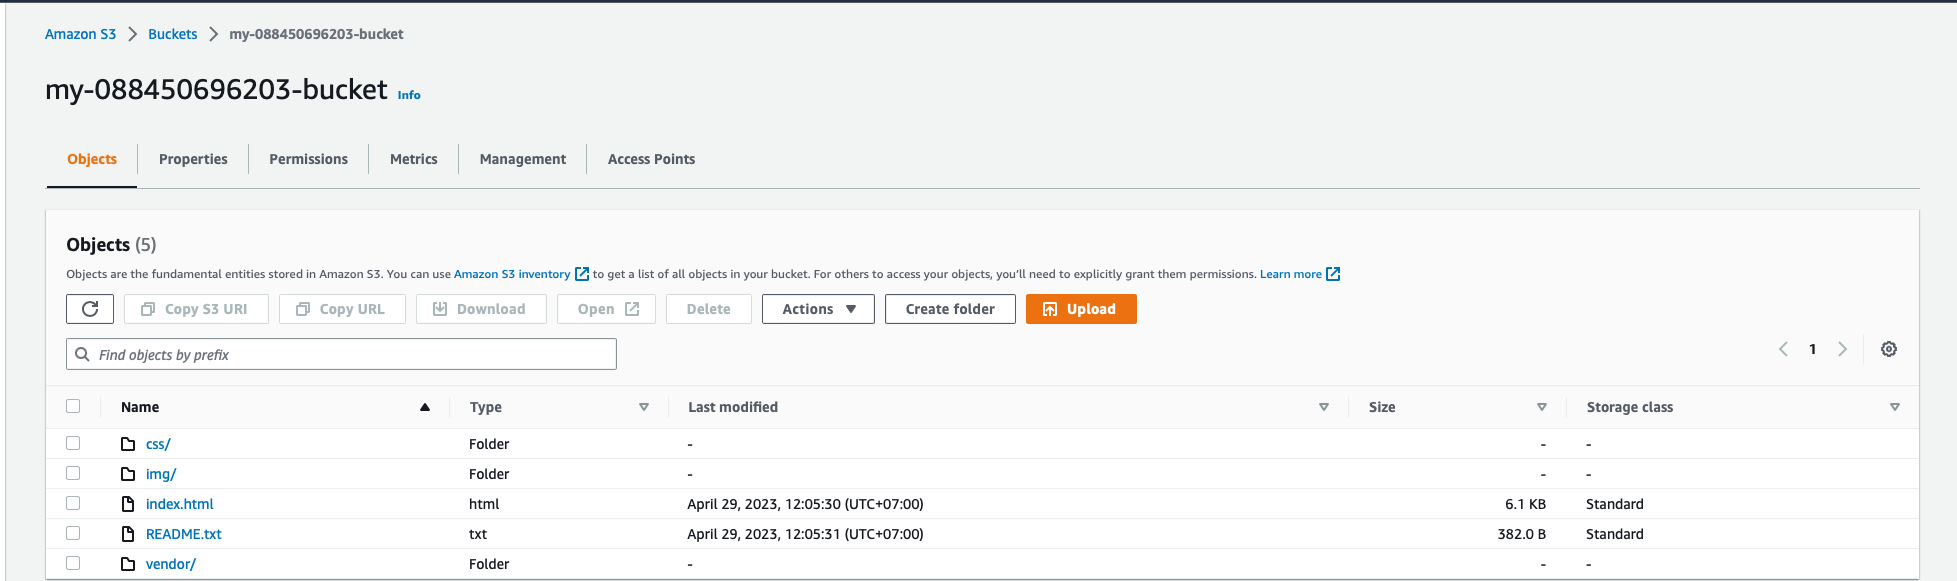 Amazon S3 > Buckets > my-088450696203-bucket
my-088450696203-bucket Info
Objects Properties Permissions Metrics Management Access Points
Objects (5)
Objects are the fundamental entities stored in Amazon S3. You can use Amazon S3 inventory to get a list of all objects in your bucket. For others to access your objects, you'll need to explicitly grant them permissions. Learn more
Copy S3 URI Copy URL Download Open Delete Actions Create folder Upload
Find objects by prefix 1
Name Type Last modified Size Storage class
css/ Folder - - -
img/ Folder - - -
index.html html April 29, 2023, 12:05:30 (UTC+07:00) 6.1 KB Standard
README.txt txt April 29, 2023, 12:05:31 (UTC+07:00) 382.0 B Standard
vendor/ Folder - - -